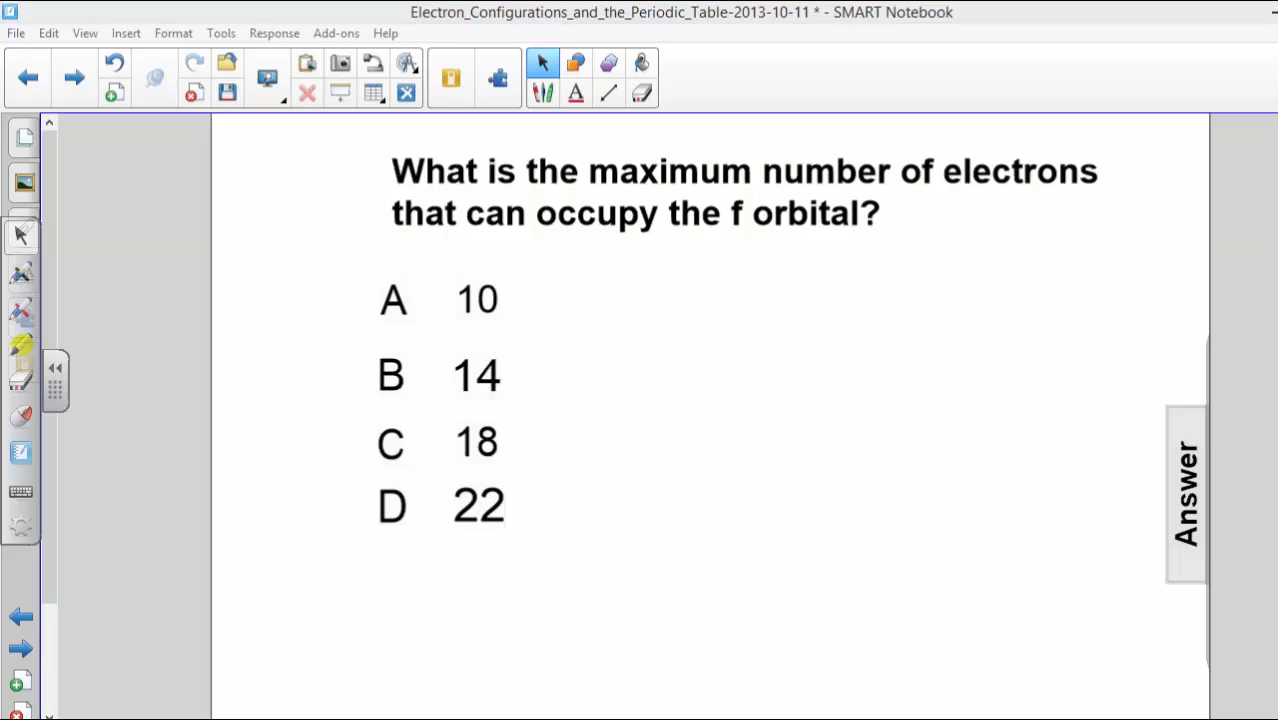 Electron_Configurations_and_the_Periodic_Table-2013-10-11 * - SMART Notebook
File Edit View Insert Format Tools Response Add-ons Help
What is the maximum number of electrons
that can occupy the f orbital?
A 10
B 14
C 18
D 22
Answer